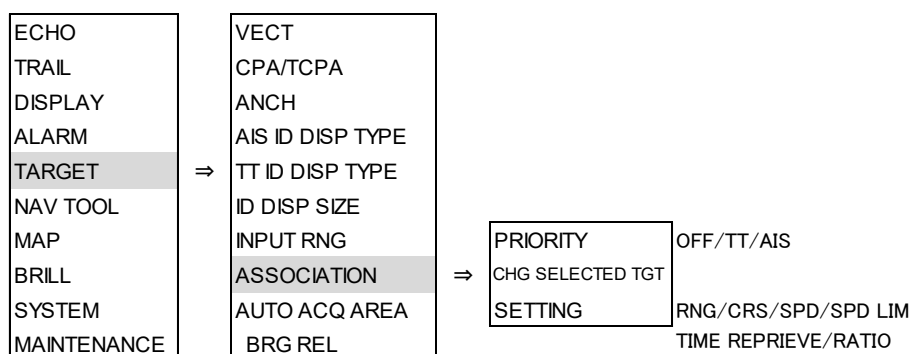 ECHO
TRAIL
DISPLAY
ALARM
TARGET
NAV TOOL
MAP
BRILL
SYSTEM
MAINTENANCE
⇒
VECT
CPA/TCPA
ANCH
AIS ID DISP TYPE
TT ID DISP TYPE
ID DISP SIZE
INPUT RNG
ASSOCIATION
AUTO ACQ AREA
BRG REL
⇒
PRIORITY
CHG SELECTED TGT
SETTING
OFF/TT/AIS
RNG/CRS/SPD/SPD LIM
TIME REPRIEVE/RATIO